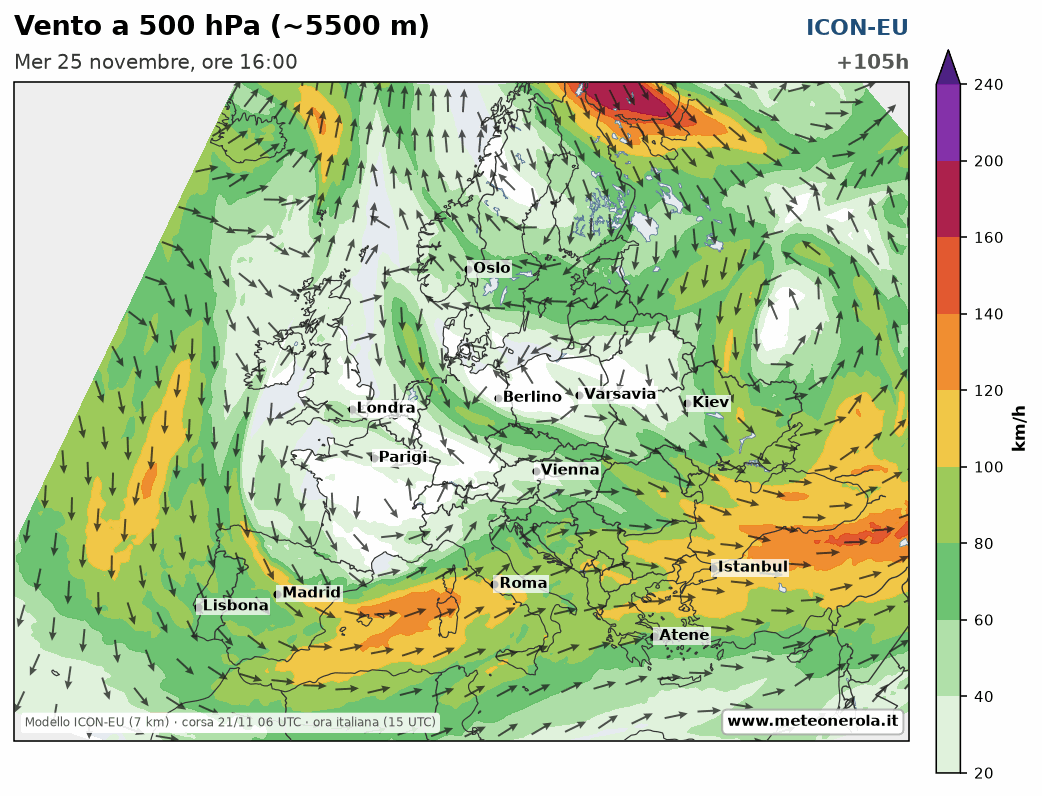 Vento a 500 hPa (~5500 m)
ICON-EU
Mer 25 novembre, ore 16:00
+105h
240
200
160
140
120
100
80
60
40
20
km/h
Oslo
Berlino
Varsavia
Kiev
Londra
Parigi
Vienna
Istanbul
Roma
Madrid
Lisbona
Atene
Modello ICON-EU (7 km) · corsa 21/11 06 UTC · ora italiana (15 UTC)
www.meteonerola.it